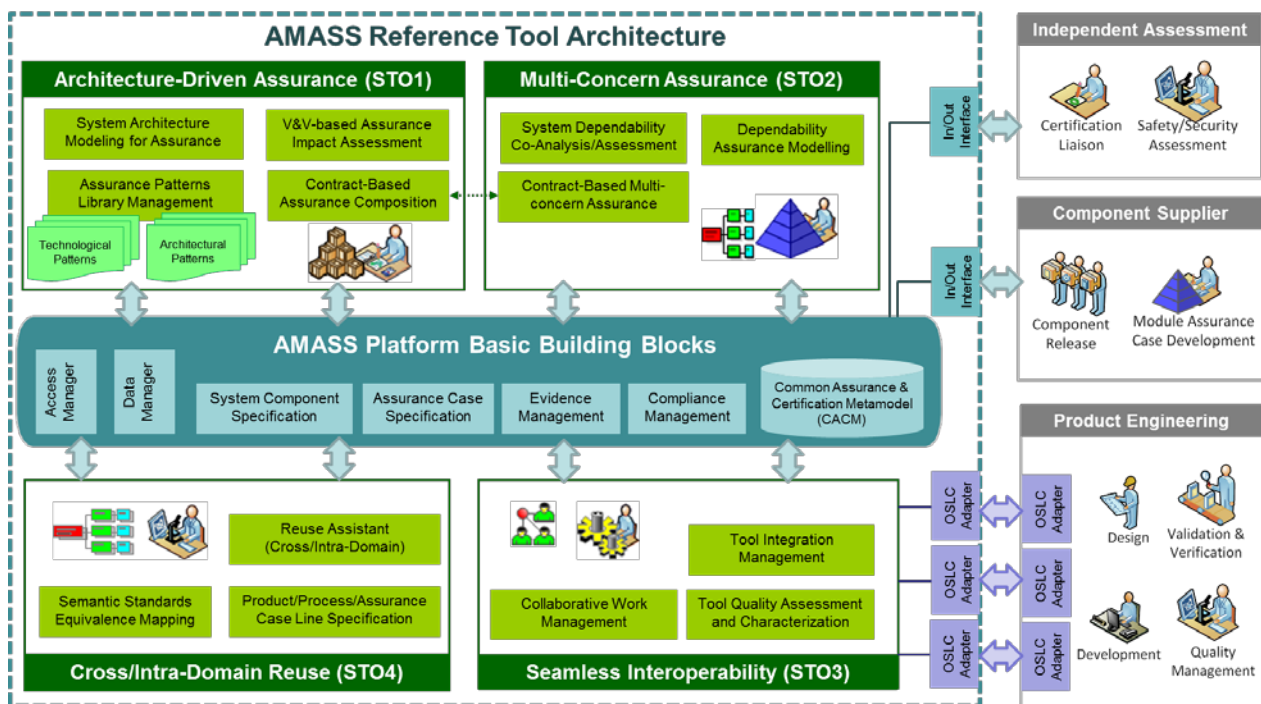 AMASS Reference Tool Architecture
Architecture-Driven Assurance (STO1)
System Architecture
Modeling for Assurance
V&V-based Assurance
Impact Assessment
Assurance Patterns
Library Management
Contract-Based
Assurance Composition
Technological
Patterns
Architectural
Patterns
Multi-Concern Assurance (STO2)
System Dependability
Co-Analysis/Assessment
Dependability
Assurance Modelling
Contract-Based Multi-
concern Assurance
In/Out
Interface
In/Out
Interface
Independent Assessment
Certification
Liaison
Safety/Security
Assessment
Component Supplier
Component
Release
Module Assurance
Case Development
AMASS Platform Basic Building Blocks
Access
Manager
Data
Manager
System Component
Specification
Assurance Case
Specification
Evidence
Management
Compliance
Management
Common Assurance &
Certification Metamodel
(CACM)
Reuse Assistant
(Cross/Intra-Domain)
Semantic Standards
Equivalence Mapping
Product/Process/Assurance
Case Line Specification
Cross/Intra-Domain Reuse (STO4)
Tool Integration
Management
Collaborative Work
Management
Tool Quality Assessment
and Characterization
Seamless Interoperability (STO3)
OSLC
Adapter
OSLC
Adapter
OSLC
Adapter
OSLC
Adapter
OSLC
Adapter
OSLC
Adapter
Product Engineering
Design
Validation &
Verification
Development
Quality
Management